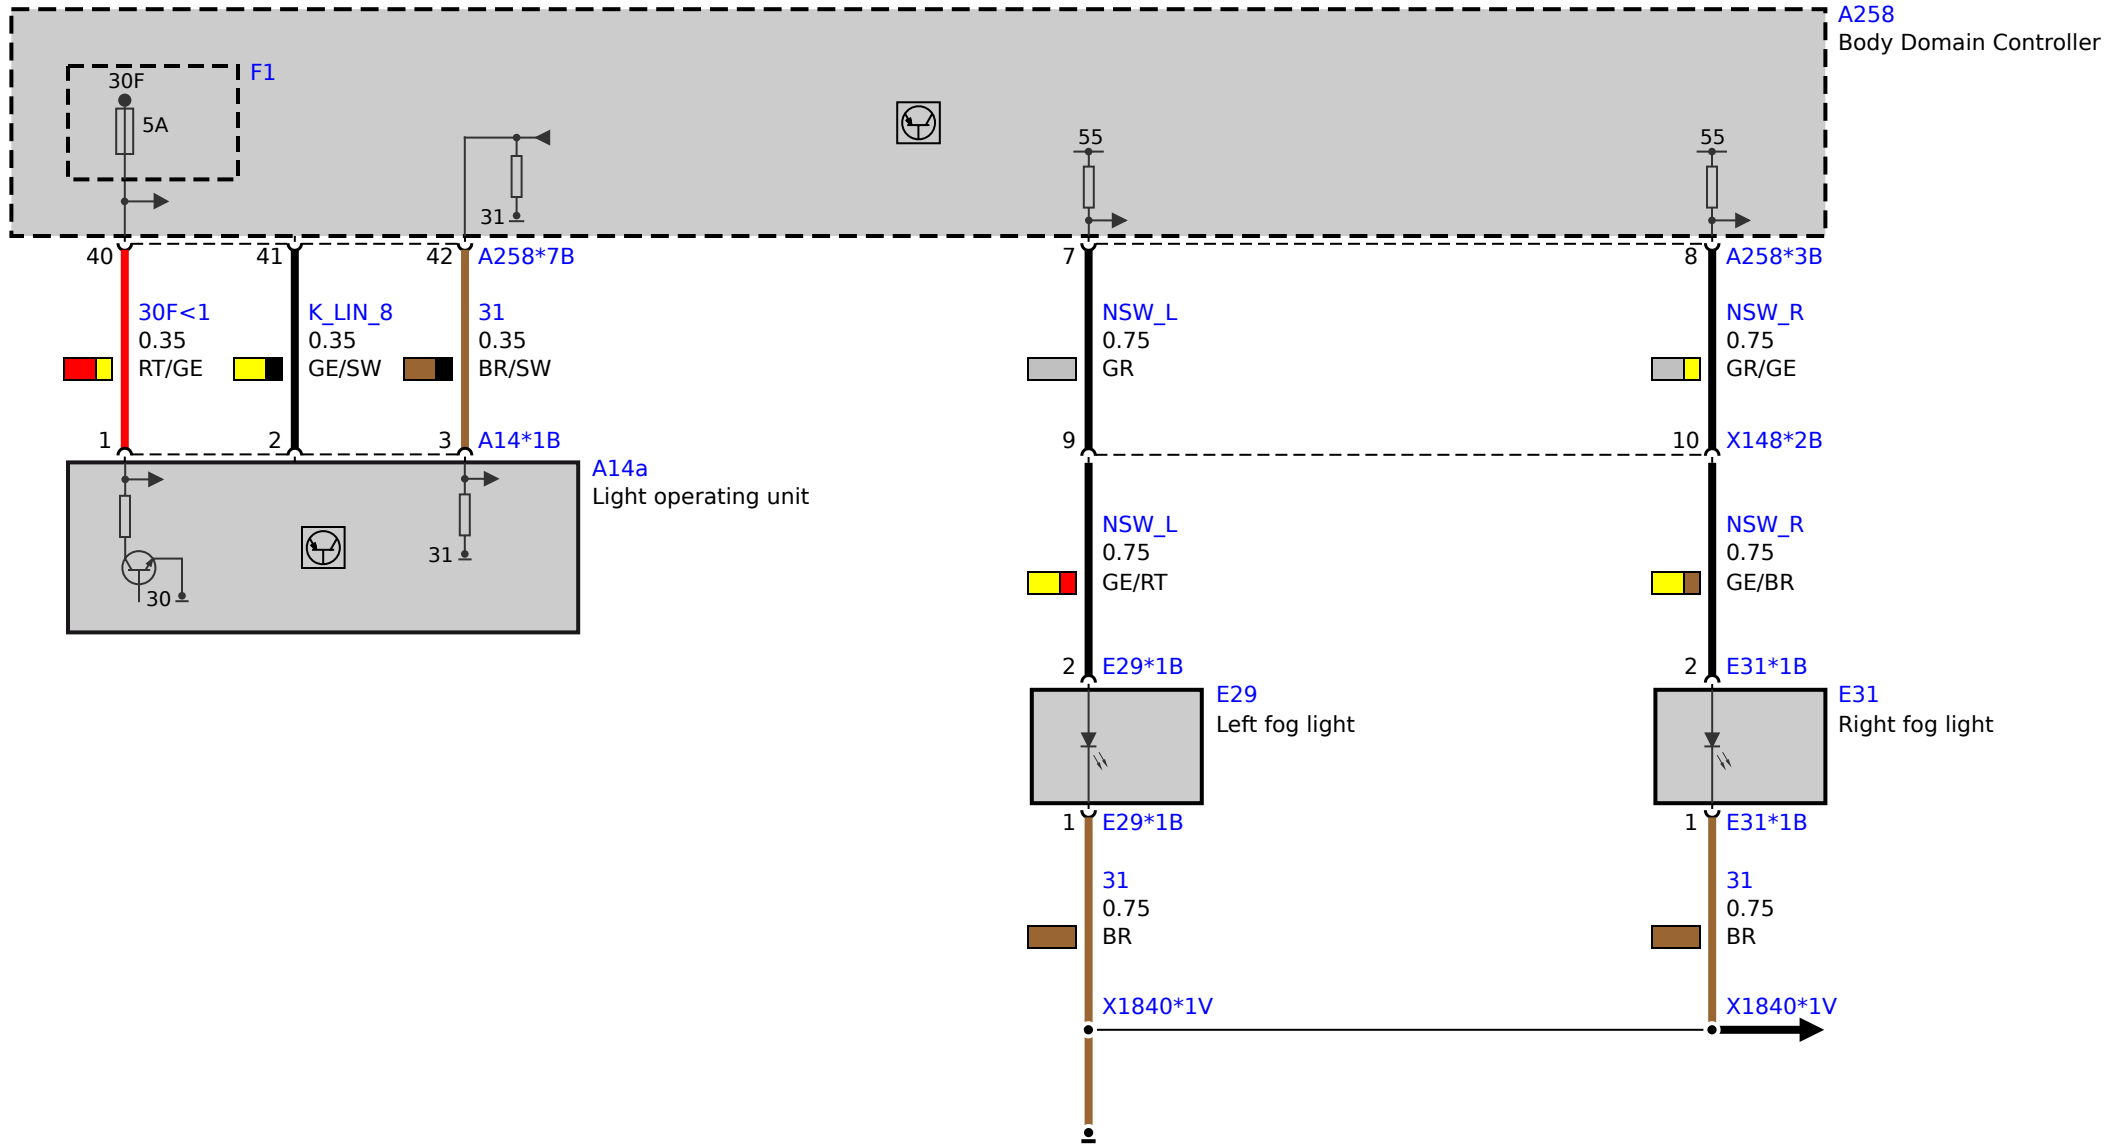 A258
Body Domain Controller
F1
30F
5A
31
55
55
40
41
42
A258*7B
7
8
A258*3B
30F<1
0.35
RT/GE
K_LIN_8
0.35
GE/SW
31
0.35
BR/SW
NSW_L
0.75
GR
NSW_R
0.75
GR/GE
1
2
3
A14*1B
9
10
X148*2B
A14a
Light operating unit
30
31
NSW_L
0.75
GE/RT
NSW_R
0.75
GE/BR
2
E29*1B
2
E31*1B
E29
Left fog light
E31
Right fog light
1
E29*1B
1
E31*1B
31
0.75
BR
31
0.75
BR
X1840*1V
X1840*1V